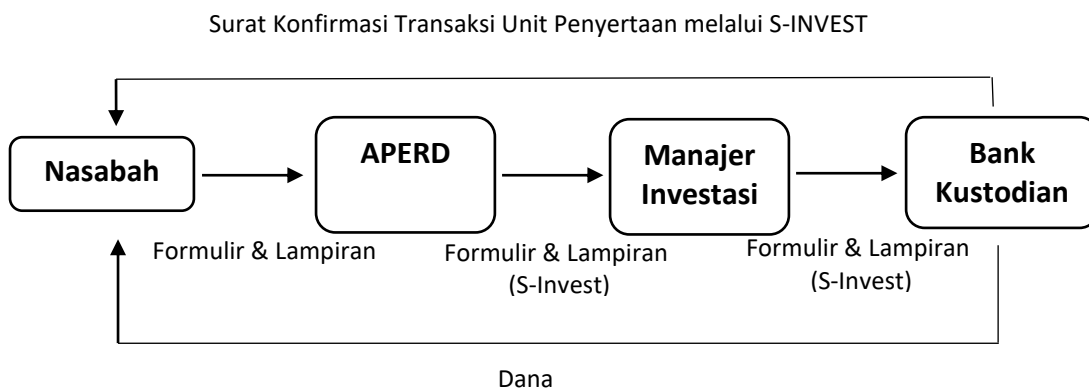 Surat Konfirmasi Transaksi Unit Penyertaan melalui S-INVEST
Nasabah
APERD
Manajer
Investasi
Bank
Kustodian
Formulir & Lampiran
Formulir & Lampiran
(S-Invest)
Formulir & Lampiran
(S-Invest)
Dana